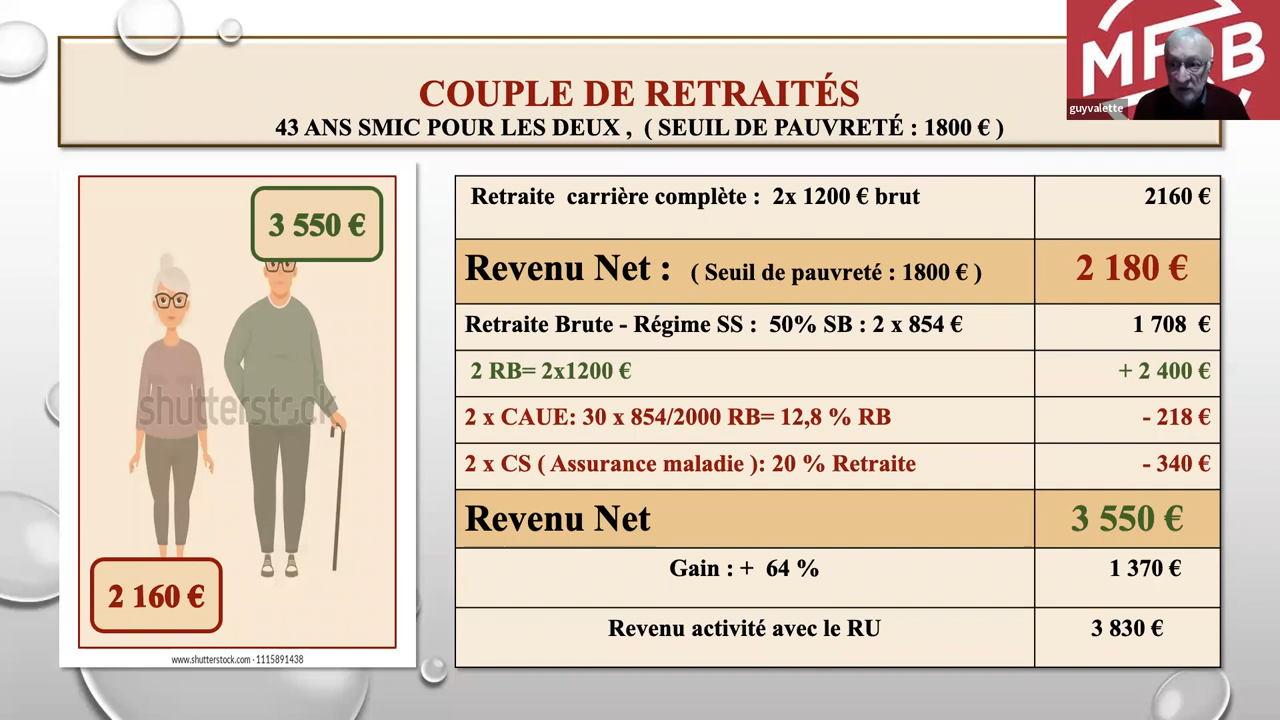 MFRB
guyvalette
COUPLE DE RETRAITÉS
43 ANS SMIC POUR LES DEUX , ( SEUIL DE PAUVRETÉ : 1800 € )
3 550 €
shutterstock
2 160 €
www.shutterstock.com · 1115891438
Retraite carrière complète : 2x 1200 € brut 2160 €
Revenu Net : ( Seuil de pauvreté : 1800 € ) 2 180 €
Retraite Brute - Régime SS : 50% SB : 2 x 854 € 1 708 €
2 RB= 2x1200 € + 2 400 €
2 x CAUE: 30 x 854/2000 RB= 12,8 % RB - 218 €
2 x CS ( Assurance maladie ): 20 % Retraite - 340 €
Revenu Net 3 550 €
Gain : + 64 % 1 370 €
Revenu activité avec le RU 3 830 €